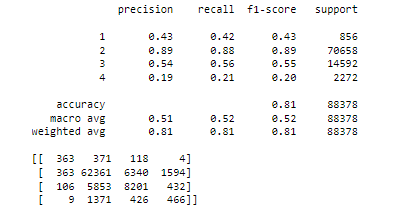 precision recall f1-score support
1 0.43 0.42 0.43 856
2 0.89 0.88 0.89 70658
3 0.54 0.56 0.55 14592
4 0.19 0.21 0.20 2272
accuracy 0.81 88378
macro avg 0.51 0.52 0.52 88378
weighted avg 0.81 0.81 0.81 88378
[[ 363 371 118 4]
[ 363 62361 6340 1594]
[ 106 5853 8201 432]
[ 9 1371 426 466]]